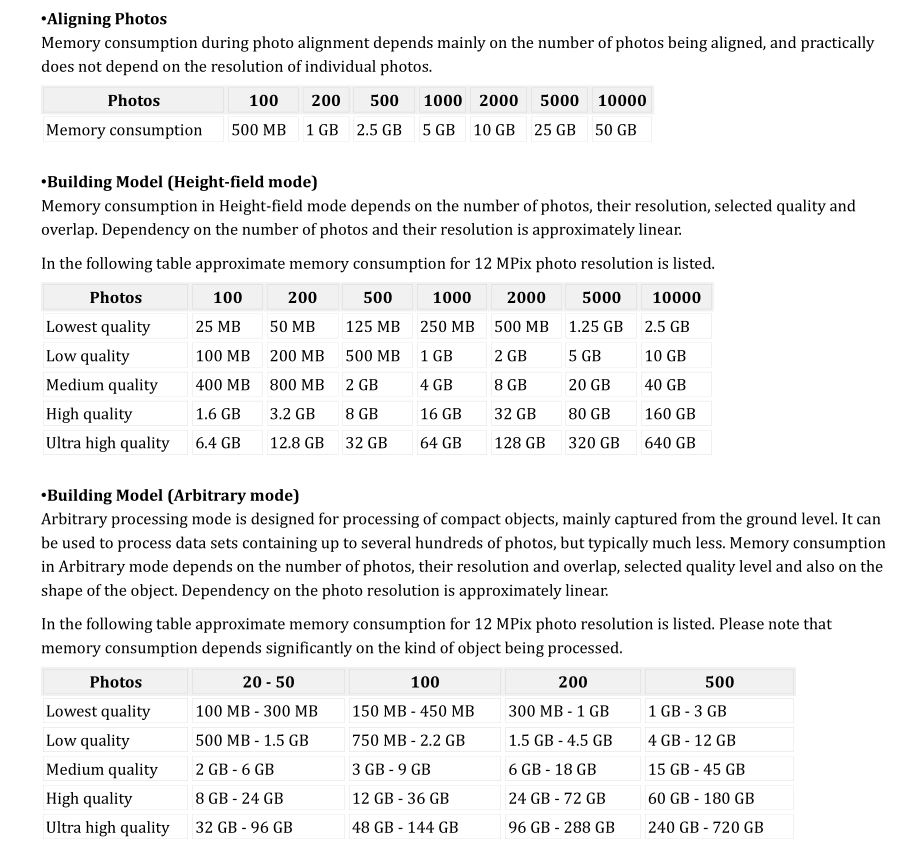 •Aligning Photos
Memory consumption during photo alignment depends mainly on the number of photos being aligned, and practically
does not depend on the resolution of individual photos.
Photos 100 200 500 1000 2000 5000 10000
Memory consumption 500 MB 1 GB 2.5 GB 5 GB 10 GB 25 GB 50 GB
•Building Model (Height-field mode)
Memory consumption in Height-field mode depends on the number of photos, their resolution, selected quality and
overlap. Dependency on the number of photos and their resolution is approximately linear.
In the following table approximate memory consumption for 12 MPix photo resolution is listed.
Photos 100 200 500 1000 2000 5000 10000
Lowest quality 25 MB 50 MB 125 MB 250 MB 500 MB 1.25 GB 2.5 GB
Low quality 100 MB 200 MB 500 MB 1 GB 2 GB 5 GB 10 GB
Medium quality 400 MB 800 MB 2 GB 4 GB 8 GB 20 GB 40 GB
High quality 1.6 GB 3.2 GB 8 GB 16 GB 32 GB 80 GB 160 GB
Ultra high quality 6.4 GB 12.8 GB 32 GB 64 GB 128 GB 320 GB 640 GB
•Building Model (Arbitrary mode)
Arbitrary processing mode is designed for processing of compact objects, mainly captured from the ground level. It can
be used to process data sets containing up to several hundreds of photos, but typically much less. Memory consumption
in Arbitrary mode depends on the number of photos, their resolution and overlap, selected quality level and also on the
shape of the object. Dependency on the photo resolution is approximately linear.
In the following table approximate memory consumption for 12 MPix photo resolution is listed. Please note that
memory consumption depends significantly on the kind of object being processed.
Photos 20 - 50 100 200 500
Lowest quality 100 MB - 300 MB 150 MB - 450 MB 300 MB - 1 GB 1 GB - 3 GB
Low quality 500 MB - 1.5 GB 750 MB - 2.2 GB 1.5 GB - 4.5 GB 4 GB - 12 GB
Medium quality 2 GB - 6 GB 3 GB - 9 GB 6 GB - 18 GB 15 GB - 45 GB
High quality 8 GB - 24 GB 12 GB - 36 GB 24 GB - 72 GB 60 GB - 180 GB
Ultra high quality 32 GB - 96 GB 48 GB - 144 GB 96 GB - 288 GB 240 GB - 720 GB